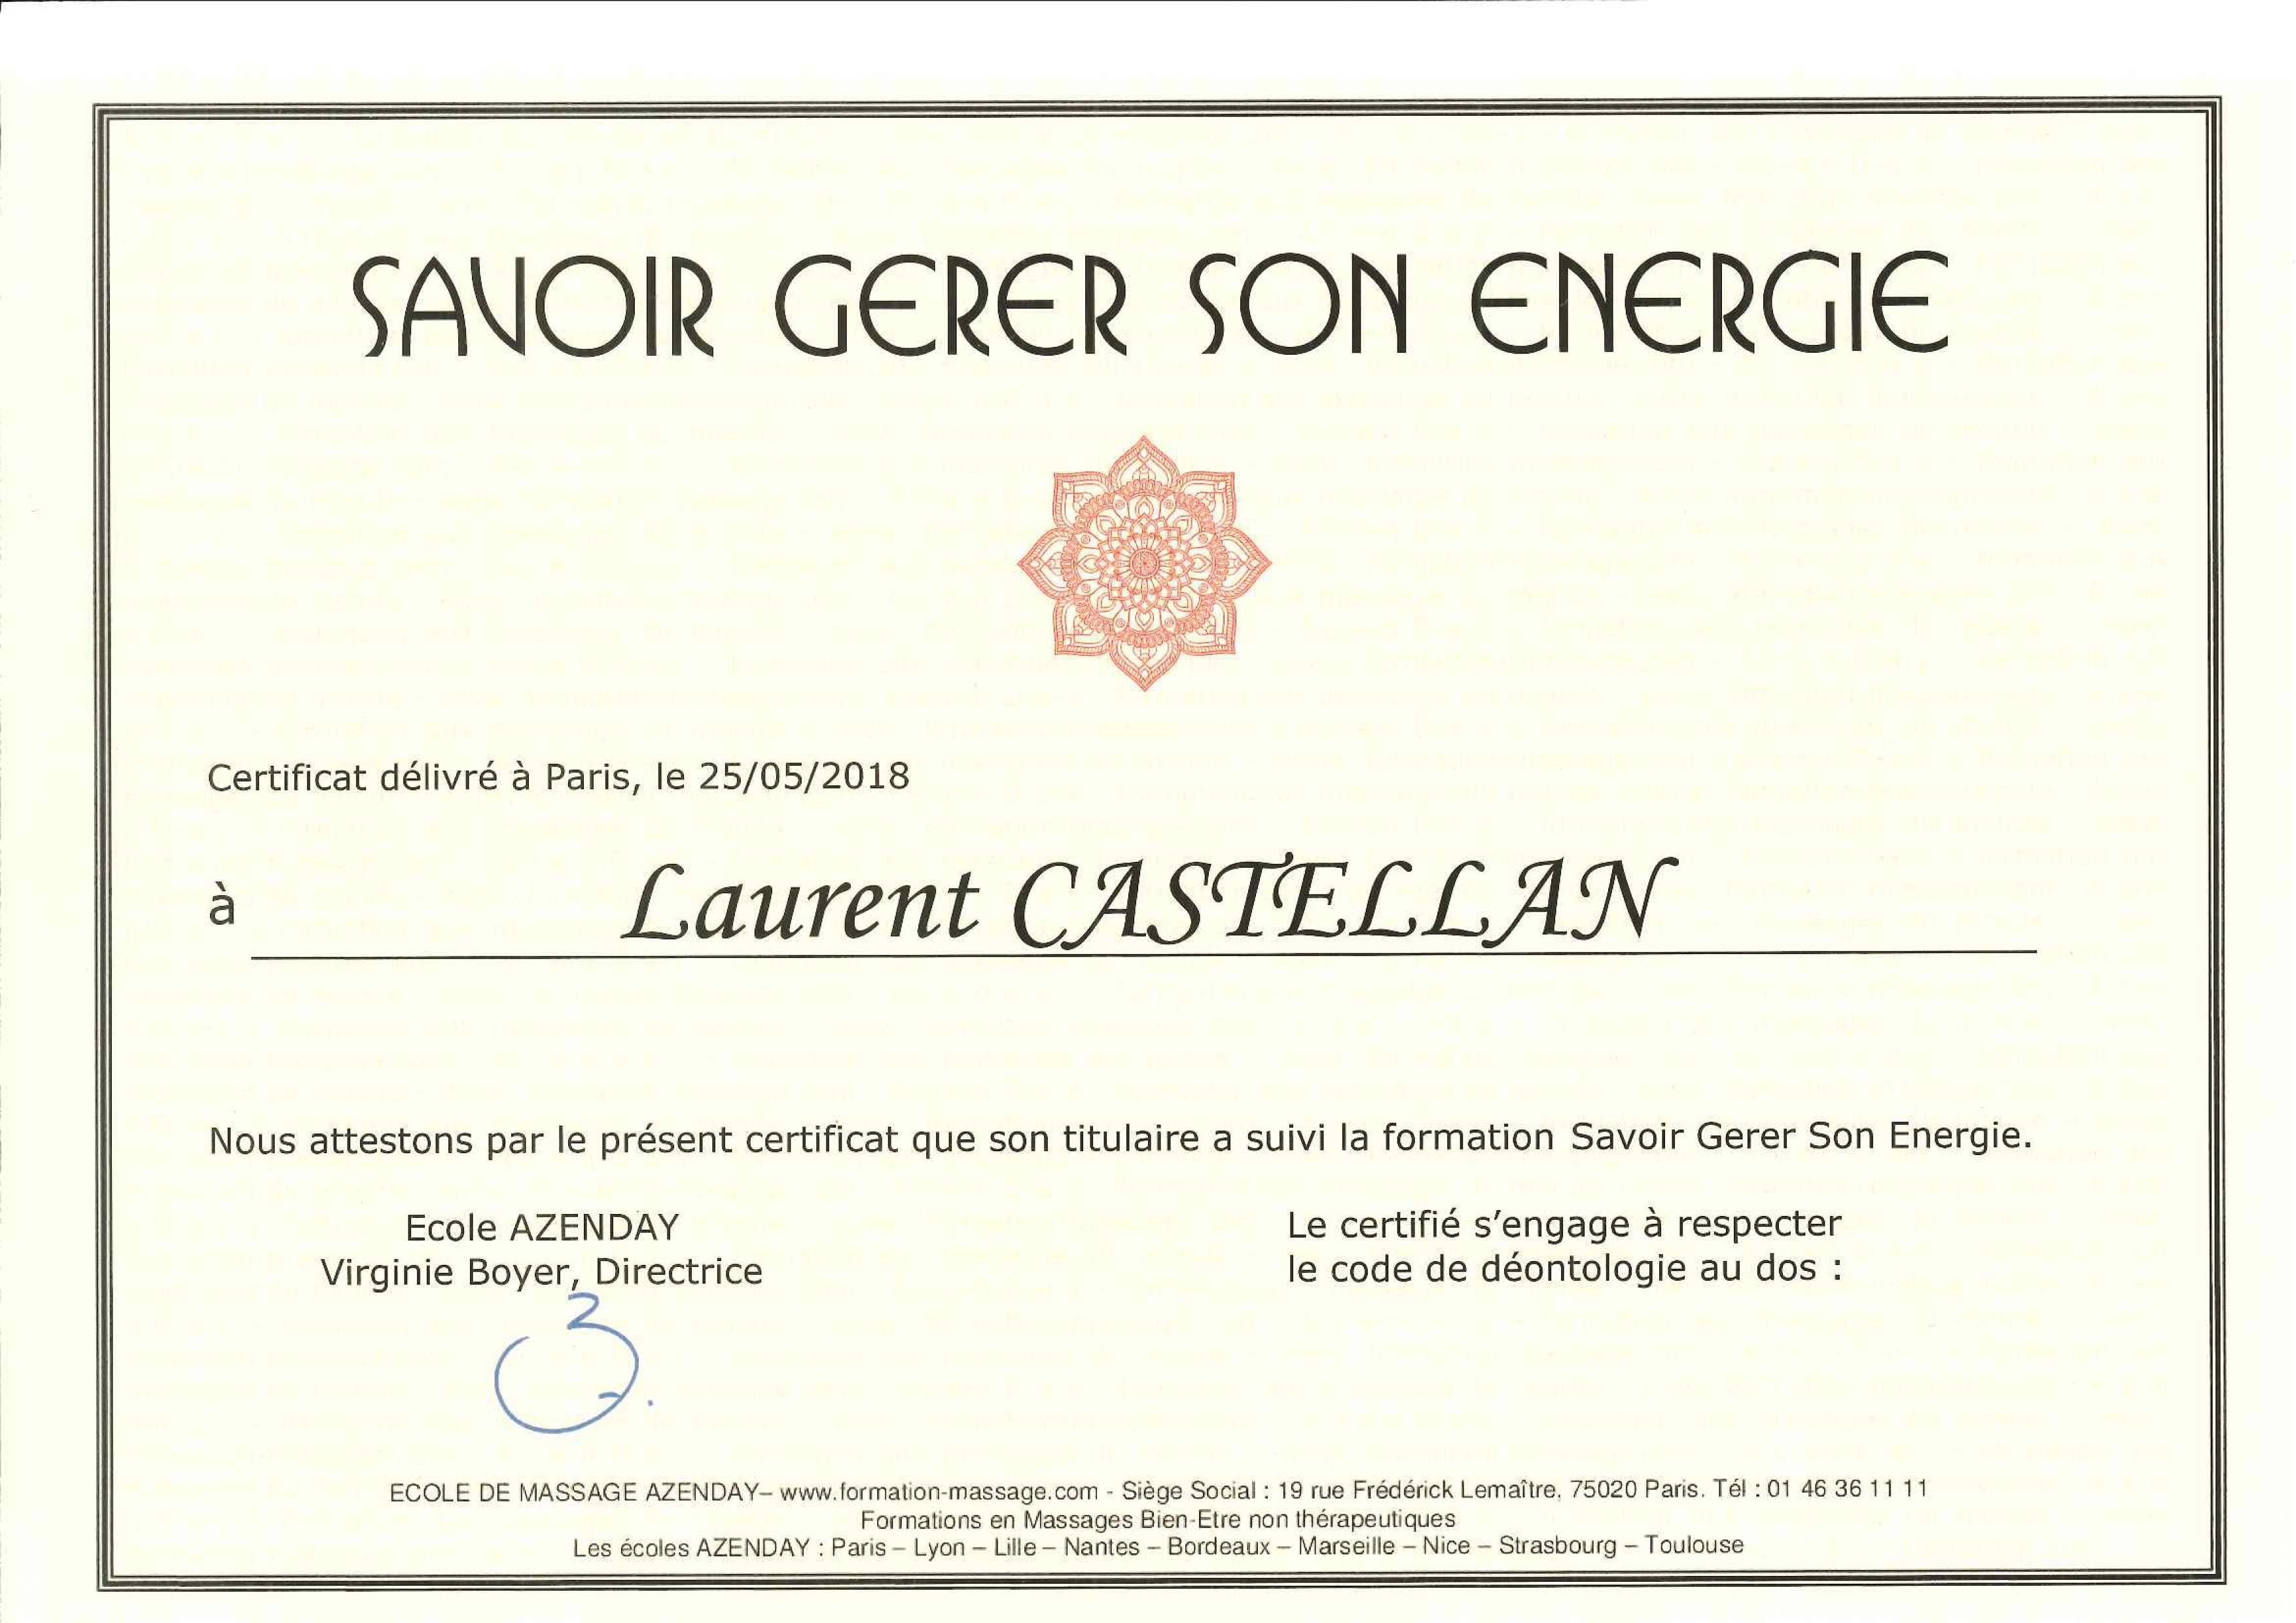 SAVOIR GERER SON ENERGIE
Certificat délivré à Paris, le 25/05/2018
à Laurent CASTELLAN
Nous attestons par le présent certificat que son titulaire a suivi la formation Savoir Gerer Son Energie.
Ecole AZENDAY
Virginie Boyer, Directrice
Le certifié s’engage à respecter
le code de déontologie au dos :
ECOLE DE MASSAGE AZENDAY– www.formation-massage.com - Siège Social : 19 rue Frédérick Lemaître, 75020 Paris. Tél : 01 46 36 11 11
Formations en Massages Bien-Etre non thérapeutiques
Les écoles AZENDAY : Paris – Lyon – Lille – Nantes – Bordeaux – Marseille – Nice – Strasbourg – Toulouse